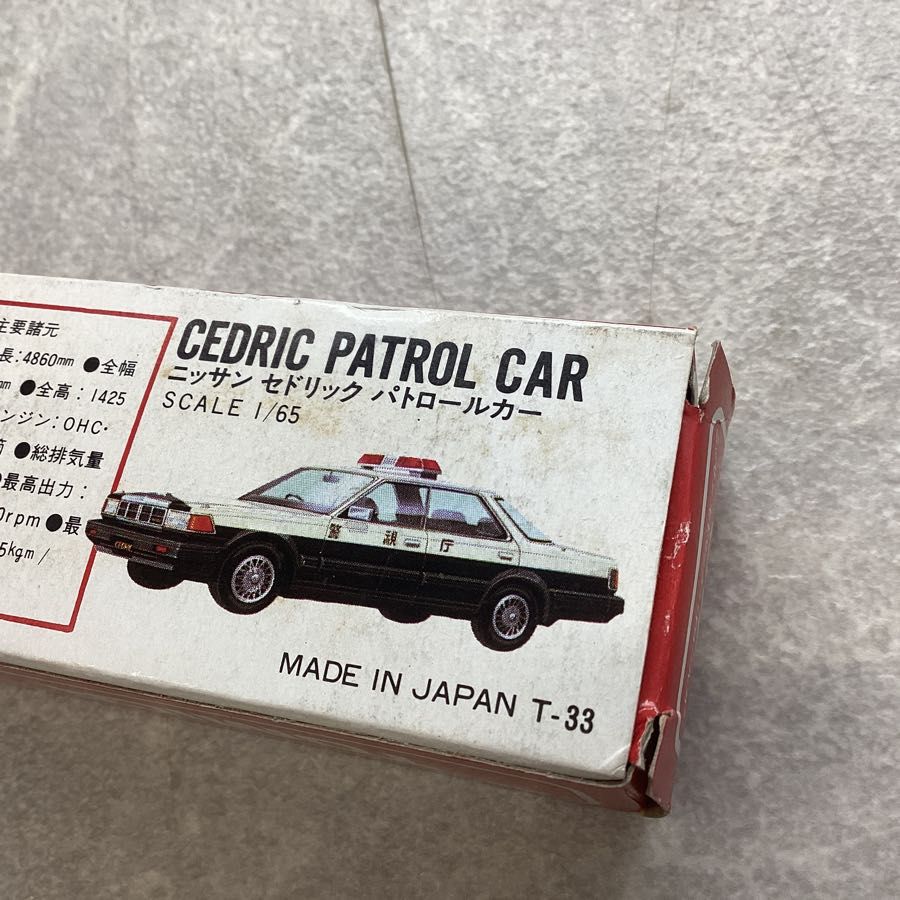 主要諸元
長:4860mm ●全幅
mm ●全高:1425
ンジン:OHC・
筒 ●総排気量
●最高出力:
0rpm ●最
5kgm/
CEDRIC PATROL CAR
ニッサン セドリック パトロールカー
SCALE 1/65
警視庁
MADE IN JAPAN T-33